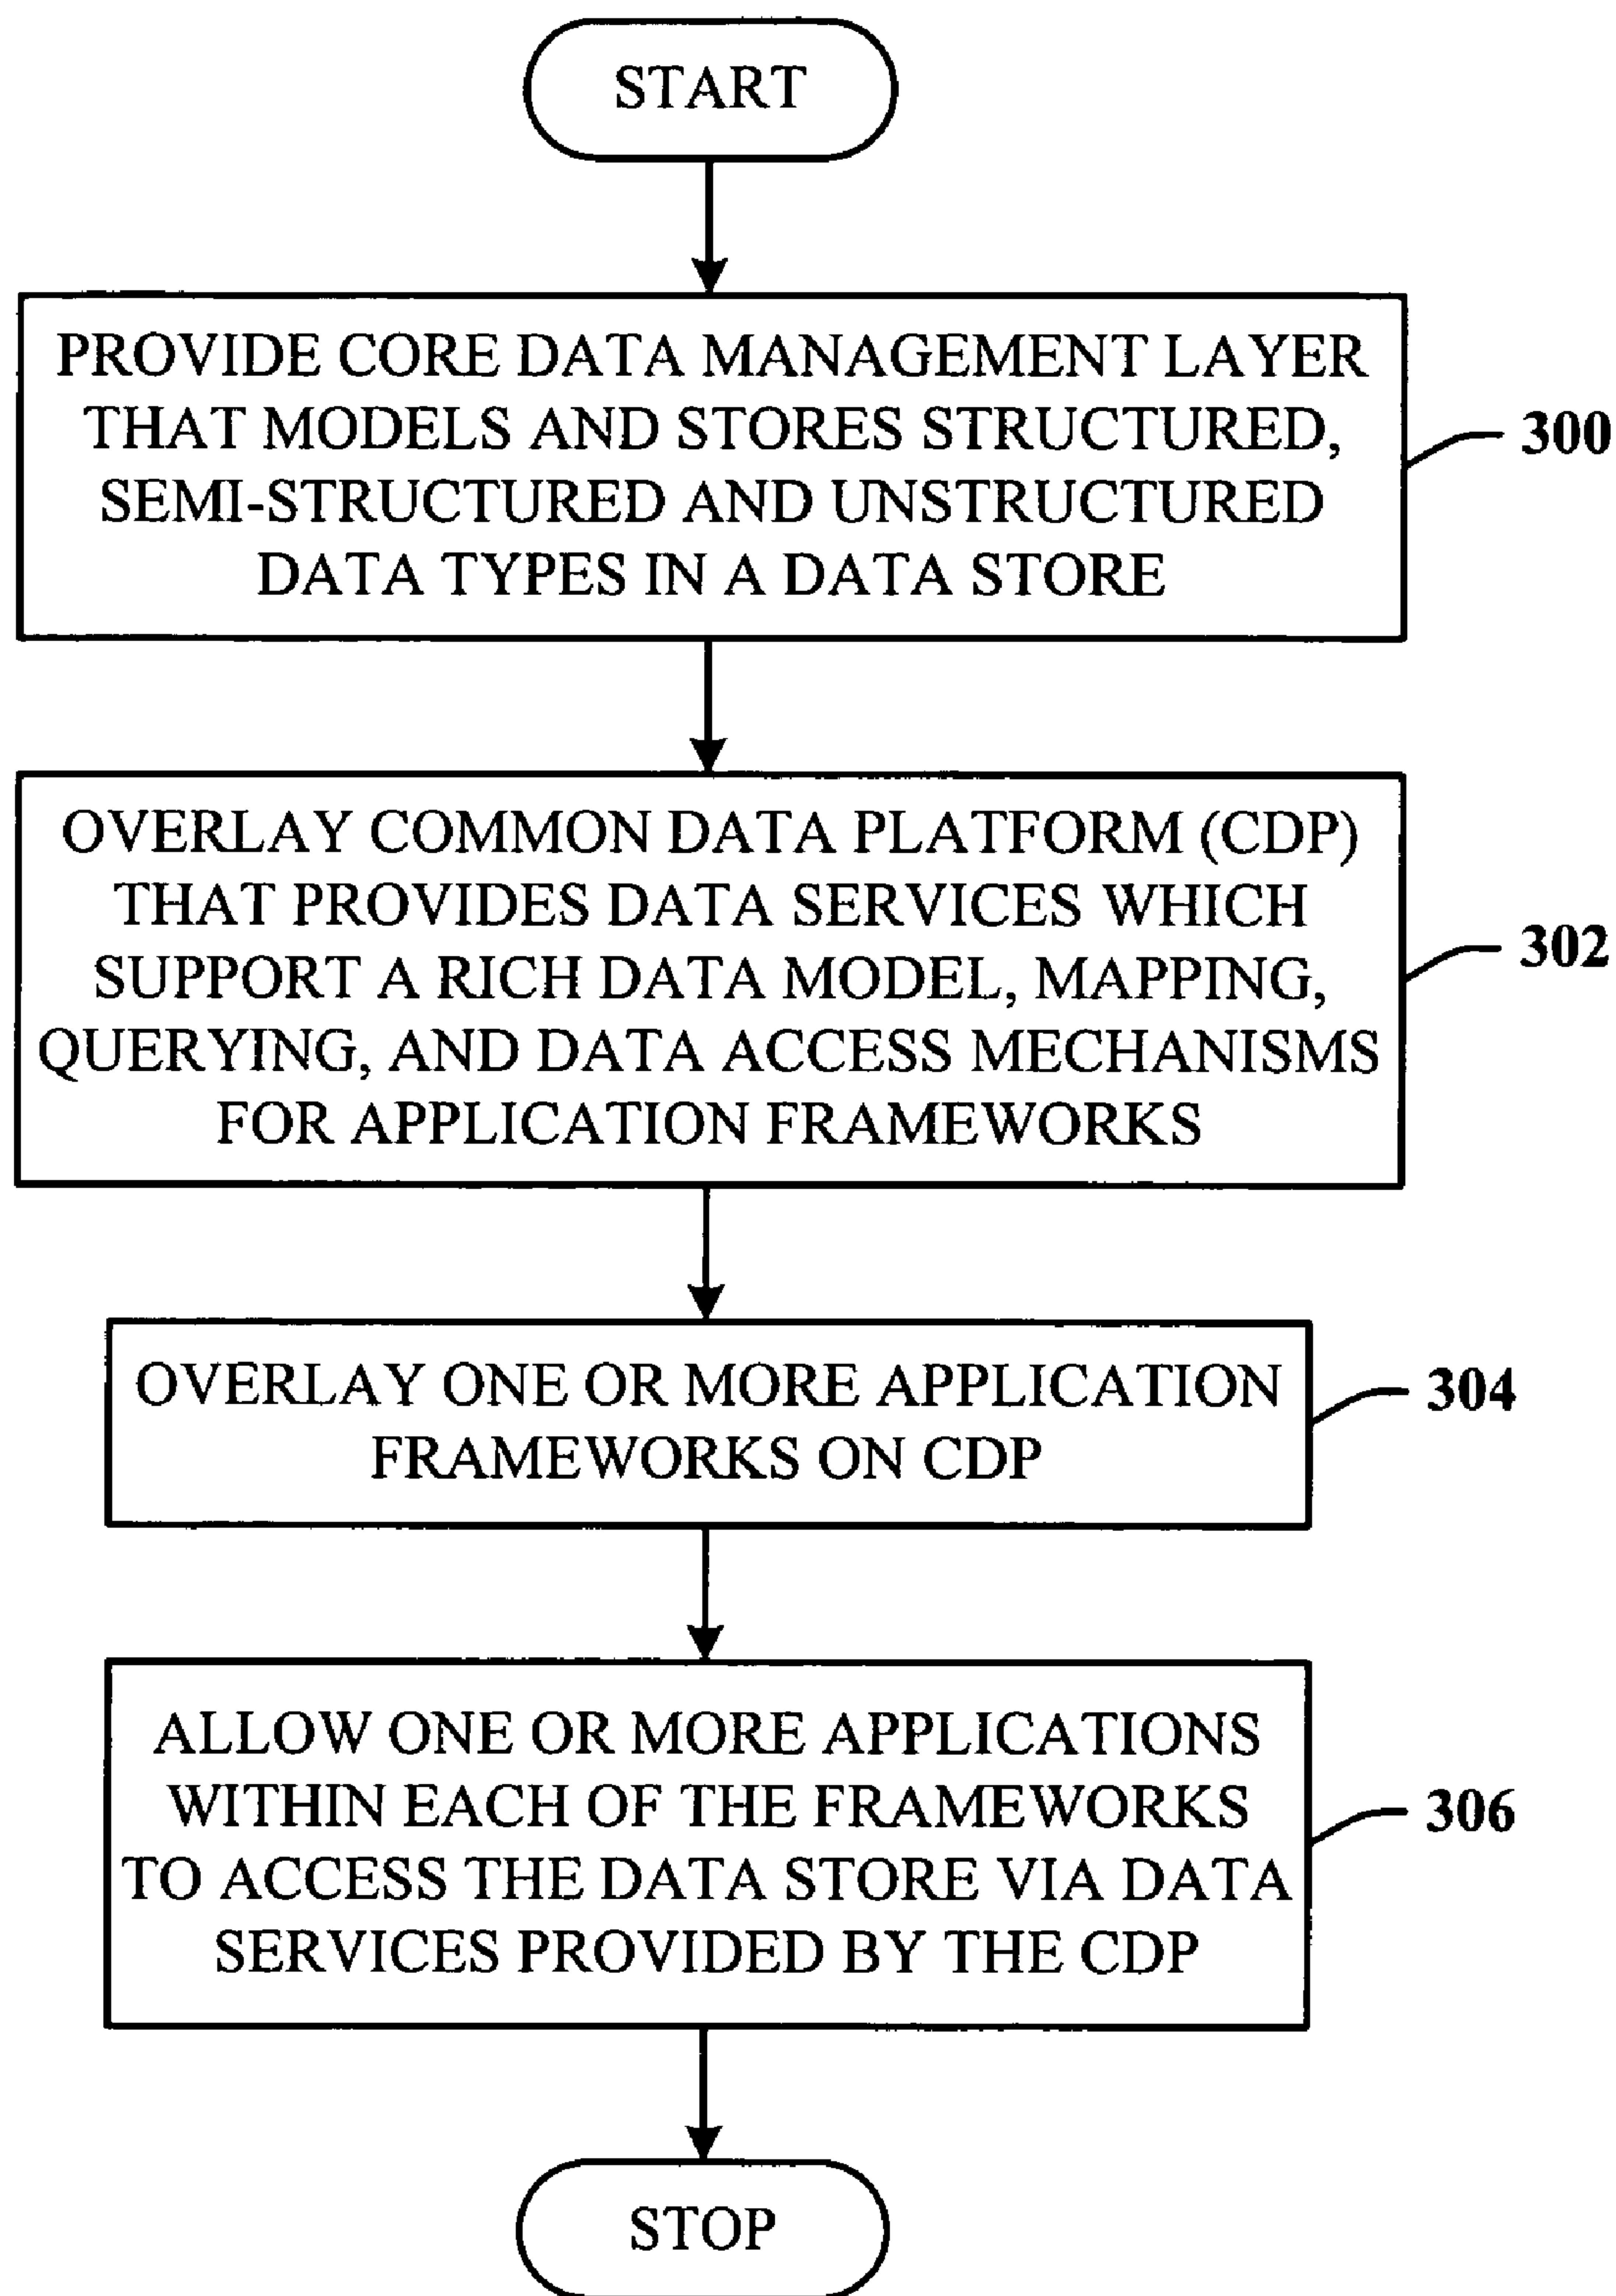 START
PROVIDE CORE DATA MANAGEMENT LAYER
THAT MODELS AND STORES STRUCTURED,
SEMI-STRUCTURED AND UNSTRUCTURED
DATA TYPES IN A DATA STORE
300
OVERLAY COMMON DATA PLATFORM (CDP)
THAT PROVIDES DATA SERVICES WHICH
SUPPORT A RICH DATA MODEL, MAPPING,
QUERYING, AND DATA ACCESS MECHANISMS
FOR APPLICATION FRAMEWORKS
302
OVERLAY ONE OR MORE APPLICATION
FRAMEWORKS ON CDP
304
ALLOW ONE OR MORE APPLICATIONS
WITHIN EACH OF THE FRAMEWORKS
TO ACCESS THE DATA STORE VIA DATA
SERVICES PROVIDED BY THE CDP
306
STOP